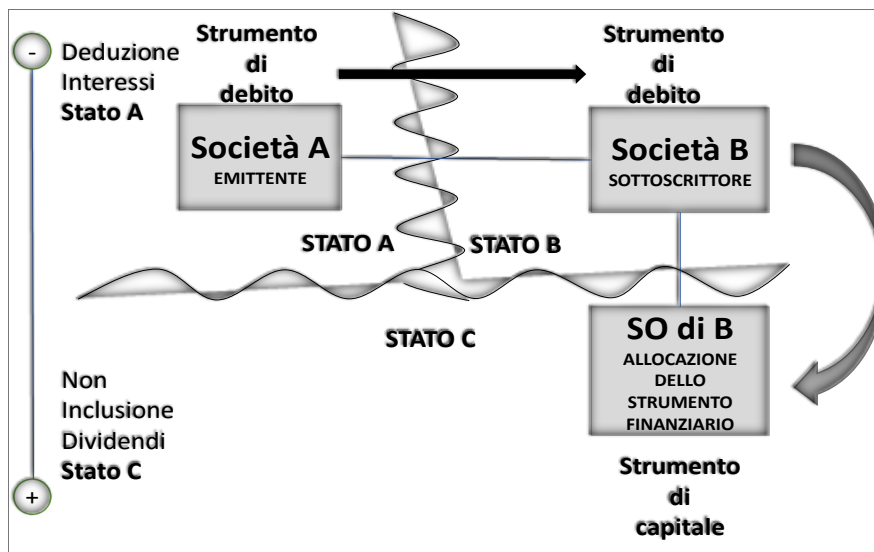 -
Deduzione
Interessi
Stato A
Strumento
di
debito
Strumento
di
debito
Società A
EMITTENTE
Società B
SOTTOSCRITTORE
STATO A
STATO B
STATO C
SO di B
ALLOCAZIONE
DELLO
STRUMENTO
FINANZIARIO
Non
Inclusione
Dividendi
Stato C
+
Strumento
di
capitale